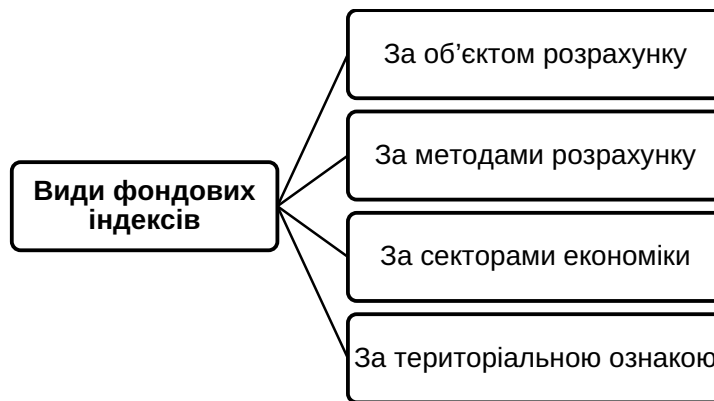 Види фондових
індексів
За об’єктом розрахунку
За методами розрахунку
За секторами економіки
За територіальною ознакою